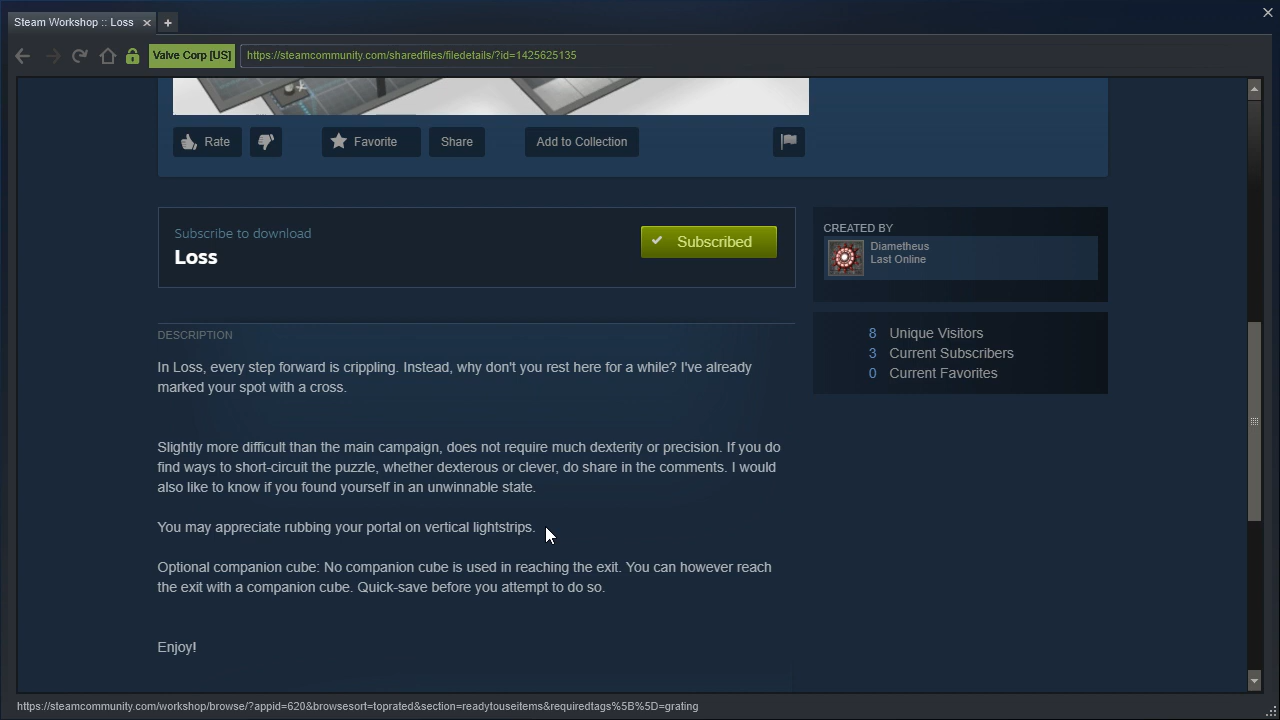 Steam Workshop :: Loss
Valve Corp [US]
https://steamcommunity.com/sharedfiles/filedetails/?id=1425625135
Rate
Favorite
Share
Add to Collection
Subscribe to download
Loss
Subscribed
CREATED BY
Diametheus
Last Online
8 Unique Visitors
3 Current Subscribers
0 Current Favorites
DESCRIPTION
In Loss, every step forward is crippling. Instead, why don't you rest here for a while? I've already
marked your spot with a cross.
Slightly more difficult than the main campaign, does not require much dexterity or precision. If you do
find ways to short-circuit the puzzle, whether dexterous or clever, do share in the comments. I would
also like to know if you found yourself in an unwinnable state.
You may appreciate rubbing your portal on vertical lightstrips.
Optional companion cube: No companion cube is used in reaching the exit. You can however reach
the exit with a companion cube. Quick-save before you attempt to do so.
Enjoy!
https://steamcommunity.com/workshop/browse/?appid=620&browsesort=toprated&section=readytouseitems&requiredtags%5B%5D=grating